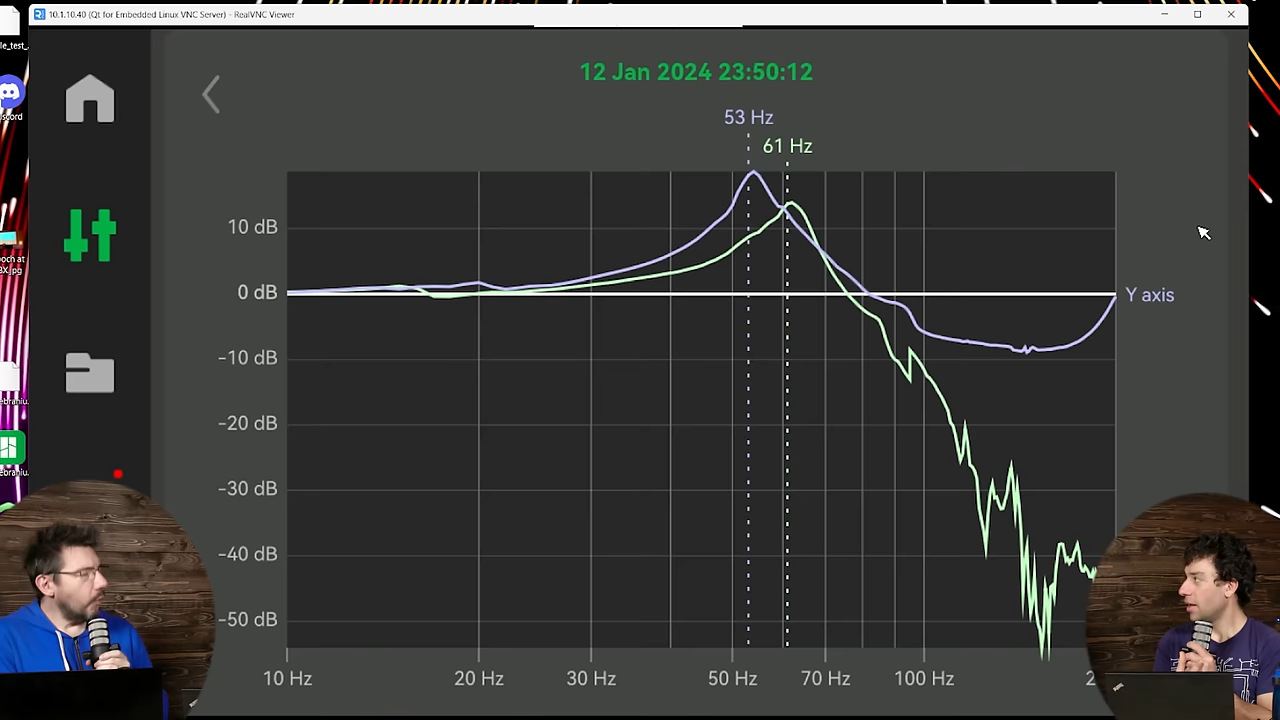 10.1.10.40 (Qt for Embedded Linux VNC Server) - RealVNC Viewer
12 Jan 2024 23:50:12
53 Hz
61 Hz
10 dB
0 dB
Y axis
-10 dB
-20 dB
-30 dB
-40 dB
-50 dB
10 Hz
20 Hz
30 Hz
50 Hz
70 Hz
100 Hz